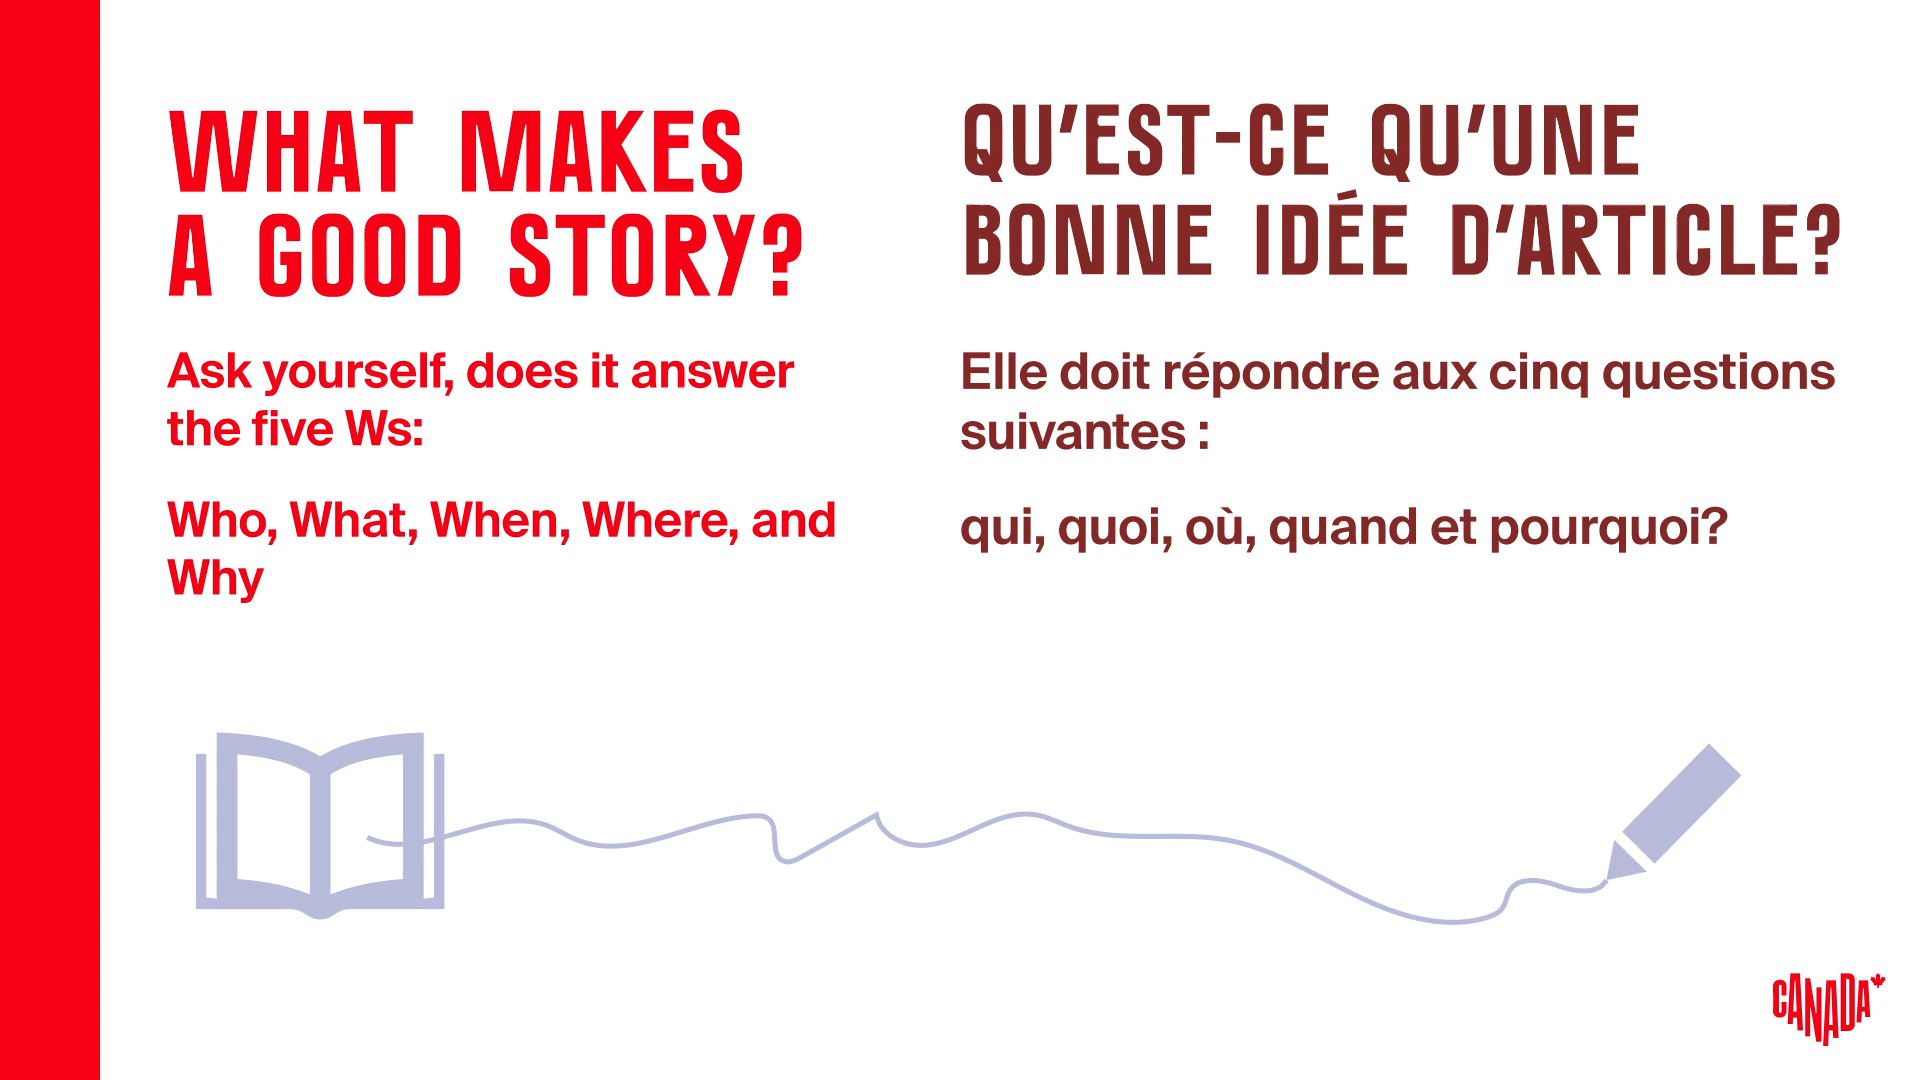 WHAT MAKES
A GOOD STORY?
Ask yourself, does it answer
the five Ws:
Who, What, When, Where, and
Why
QU’EST-CE QU’UNE
BONNE IDÉE D’ARTICLE?
Elle doit répondre aux cinq questions
suivantes :
qui, quoi, où, quand et pourquoi?
CANADA